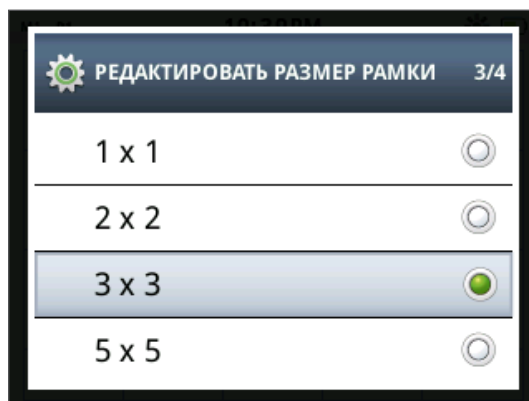 РЕДАКТИРОВАТЬ РАЗМЕР РАМКИ 3/4
1 x 1
2 x 2
3 x 3
5 x 5